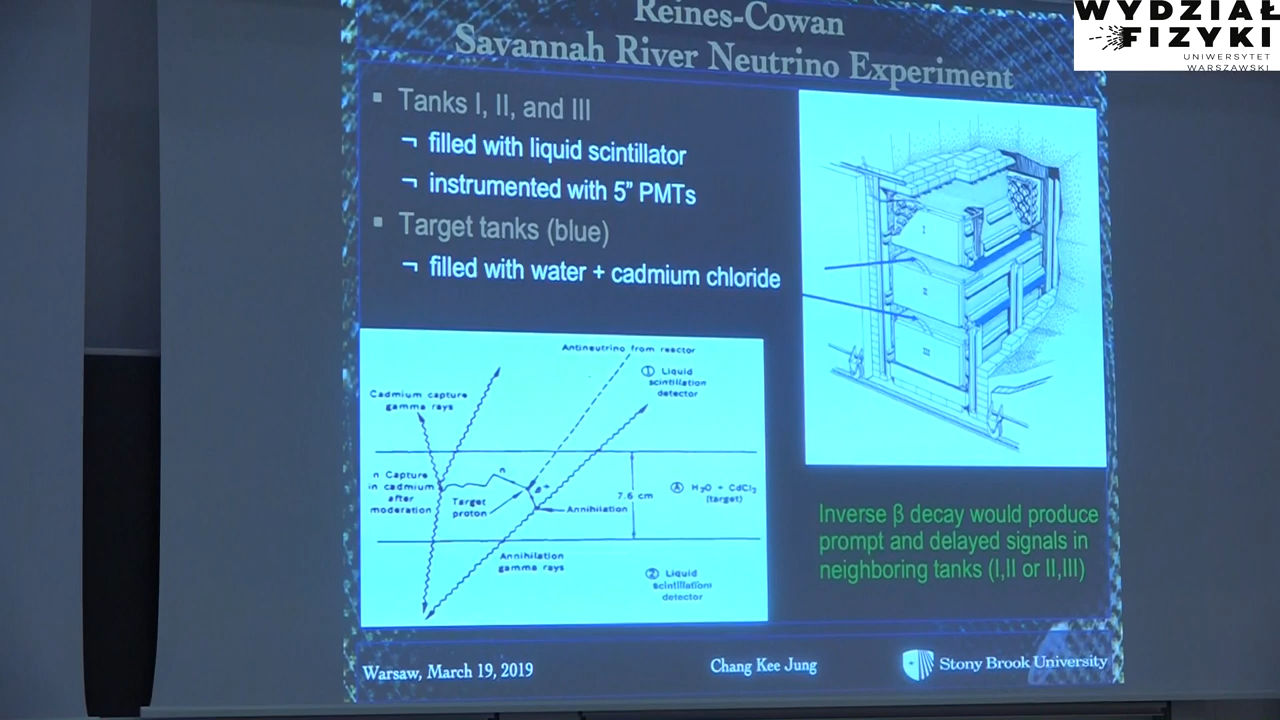 WYDZIAŁ
FIZYKI
UNIWERSYTET
WARSZAWSKI
Reines-Cowan
Savannah River Neutrino Experiment
Tanks I, II, and III
¬ filled with liquid scintillator
¬ instrumented with 5” PMTs
Target tanks (blue)
¬ filled with water + cadmium chloride
I
II
III
Antineutrino from reactor
① Liquid
scintillation
detector
Cadmium capture
gamma rays
n Capture
in cadmium
after
moderation
n
Target
proton
β+
Annihilation
7.6 cm
Ⓐ H2O + CdCl2
(target)
Annihilation
gamma rays
② Liquid
scintillation
detector
Inverse β decay would produce
prompt and delayed signals in
neighboring tanks (I,II or II,III)
Warsaw, March 19, 2019
Chang Kee Jung
Stony Brook University